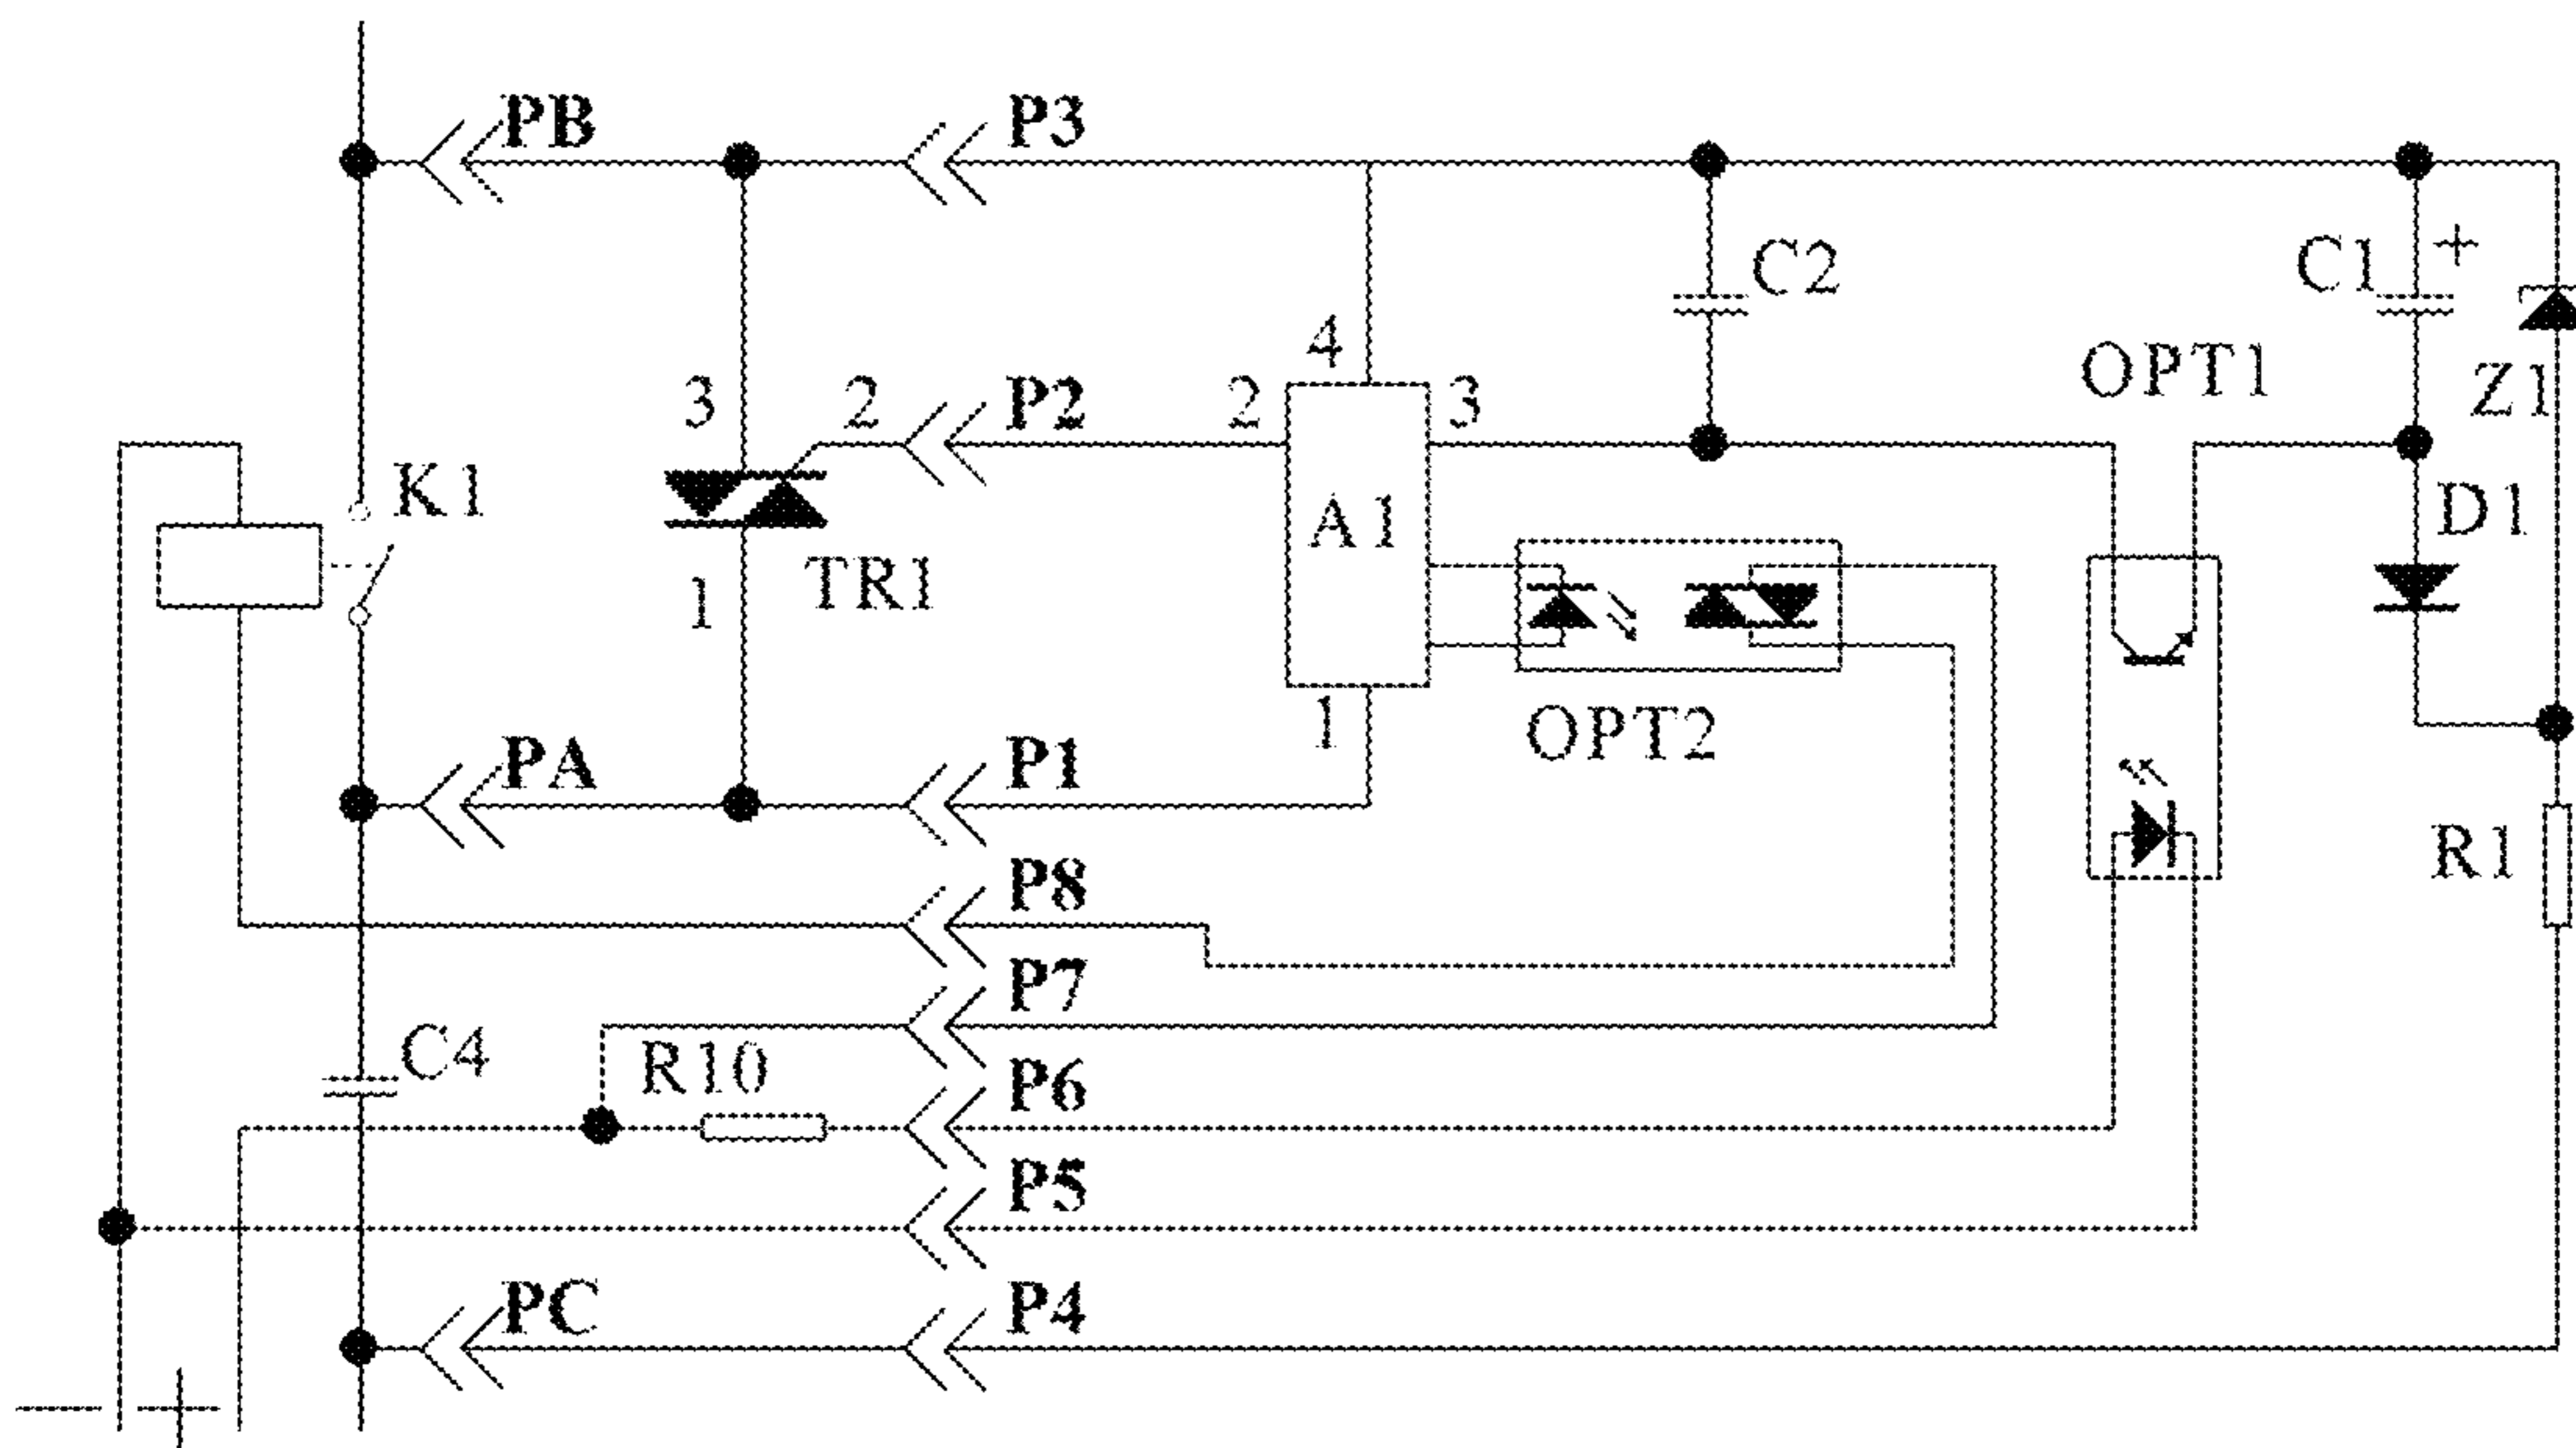 PB P3
C2 C1 +
4 OPT1
3 2 P2 2 3 Z1
K1 A1 D1
TR1
1
PA P1 1 OPT2
P8 R1
P7
C4 R10
P6
P5
PC P4
— +